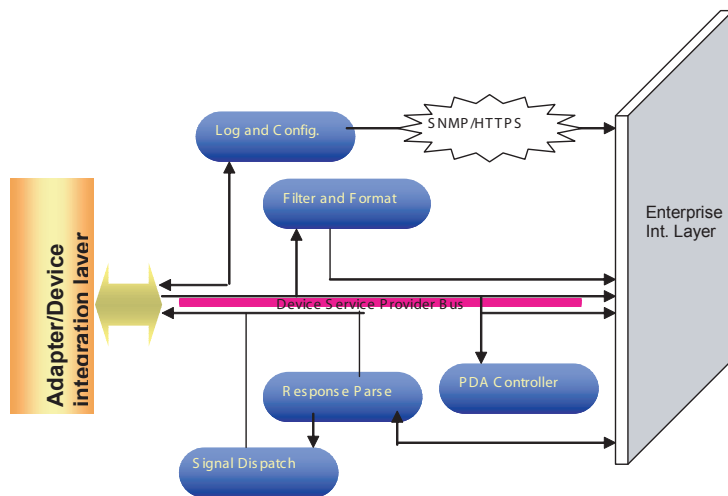 Log and Config.
SNMP/HTTPS
Filter and Format
Enterprise
Int. Layer
Adapter/Device
integration layer
Device Service Provider Bus
Response Parse
PDA Controller
Signal Dispatch